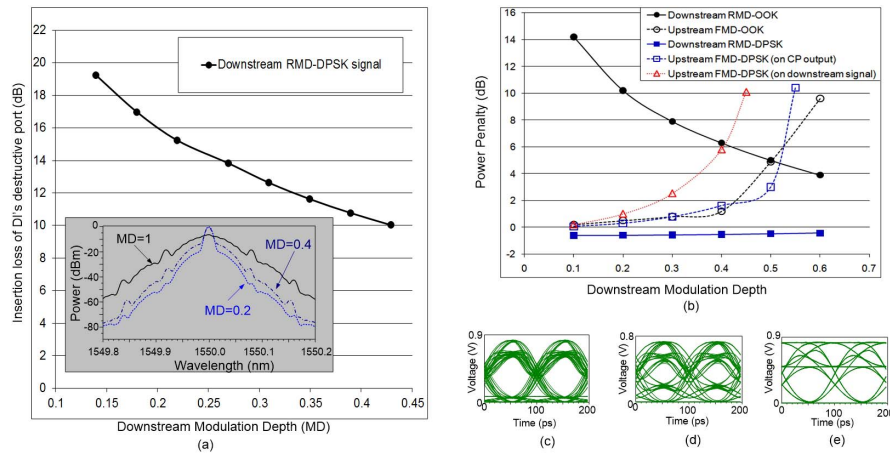 22
20
18
16
14
12
10
8
6
4
2
0
Insertion loss of DI's destructive port (dB)
Downstream RMD-DPSK signal
0
-20
-40
-60
-80
Power (dBm)
MD=1
MD=0.4
MD=0.2
1549.8 1549.9 1550.0 1550.1 1550.2
Wavelength (nm)
0.1 0.15 0.2 0.25 0.3 0.35 0.4 0.45
Downstream Modulation Depth (MD)
(a)
16
14
12
10
8
6
4
2
0
-2
Power Penalty (dB)
Downstream RMD-OOK
Upstream FMD-OOK
Downstream RMD-DPSK
Upstream FMD-DPSK (on CP output)
Upstream FMD-DPSK (on downstream signal)
0 0.1 0.2 0.3 0.4 0.5 0.6 0.7
Downstream Modulation Depth
(b)
0.9
0
Voltage (V)
0 100 200
Time (ps)
(c)
0.8
0
Voltage (V)
0 100 200
Time (ps)
(d)
0.9
0
Voltage (V)
0 100 200
Time (ps)
(e)